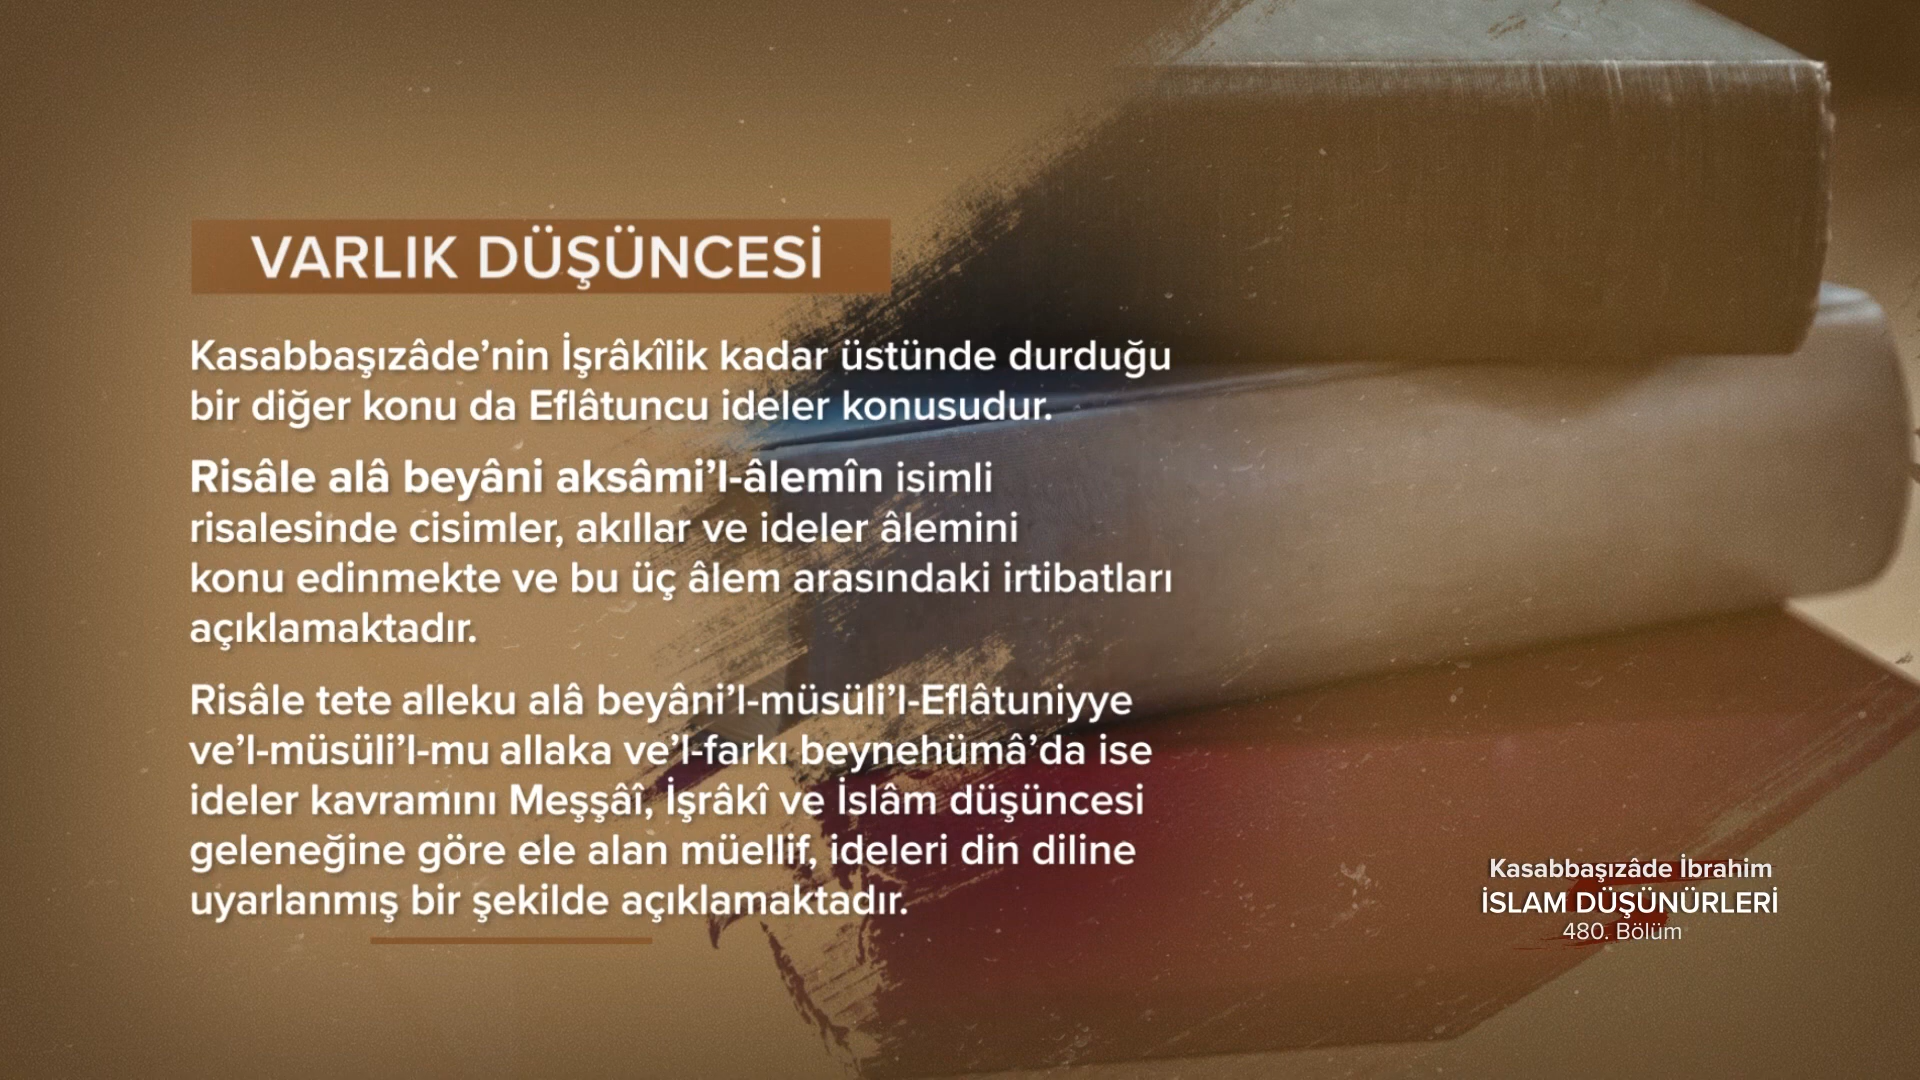 VARLIK DÜŞÜNCESİ
Kasabbaşızâde’nin İşrâkîlik kadar üstünde durduğu
bir diğer konu da Eflâtuncu ideler konusudur.
Risâle alâ beyâni aksâmi’l-âlemîn isimli
risalesinde cisimler, akıllar ve ideler âlemini
konu edinmekte ve bu üç âlem arasındaki irtibatları
açıklamaktadır.
Risâle tete alleku alâ beyâni’l-müsüli’l-Eflâtuniyye
ve’l-müsüli’l-mu allaka ve’l-farkı beynehümâ’da ise
ideler kavramını Meşşâî, İşrâkî ve İslâm düşüncesi
geleneğine göre ele alan müellif, ideleri din diline
uyarlanmış bir şekilde açıklamaktadır.
Kasabbaşızâde İbrahim
İSLAM DÜŞÜNÜRLERİ
480. Bölüm